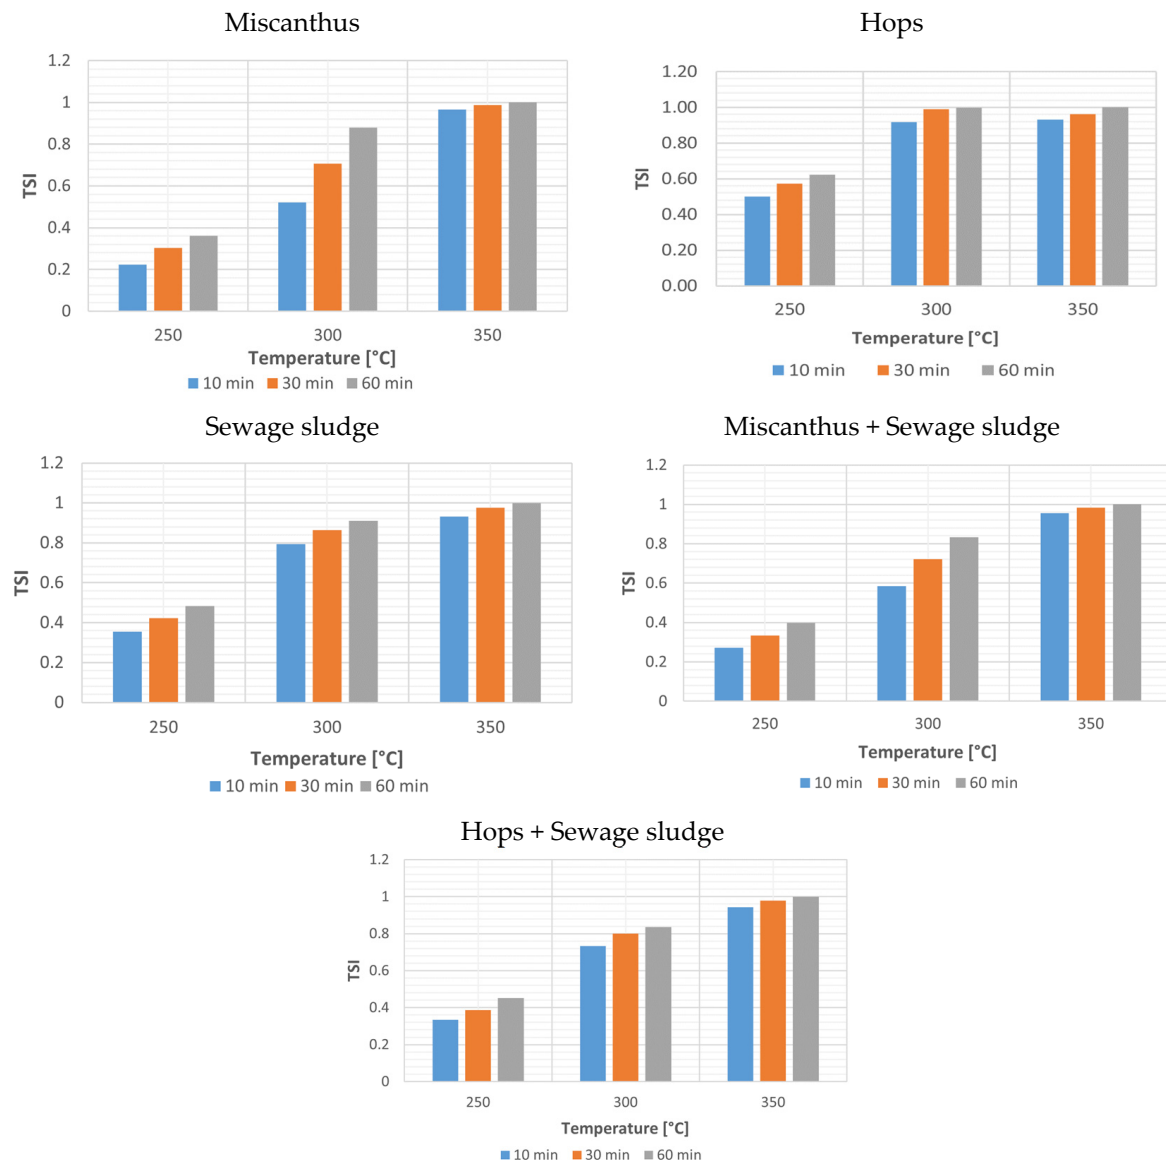 Miscanthus
1.2
1
0.8
0.6
0.4
0.2
0
TSI
250 300 350
Temperature [°C]
10 min 30 min 60 min
Hops
1.20
1.00
0.80
0.60
0.40
0.20
0.00
TSI
250 300 350
Temperature [°C]
10 min 30 min 60 min
Sewage sludge
1.2
1
0.8
0.6
0.4
0.2
0
TSI
250 300 350
Temperature [°C]
10 min 30 min 60 min
Miscanthus + Sewage sludge
1.2
1
0.8
0.6
0.4
0.2
0
TSI
250 300 350
Temperature [°C]
10 min 30 min 60 min
Hops + Sewage sludge
1.2
1
0.8
0.6
0.4
0.2
0
TSI
250 300 350
Temperature [°C]
10 min 30 min 60 min